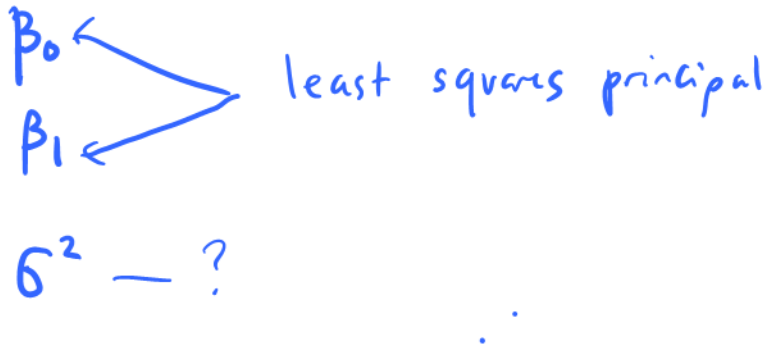 β₀
least squares principal
β₁
σ² — ?